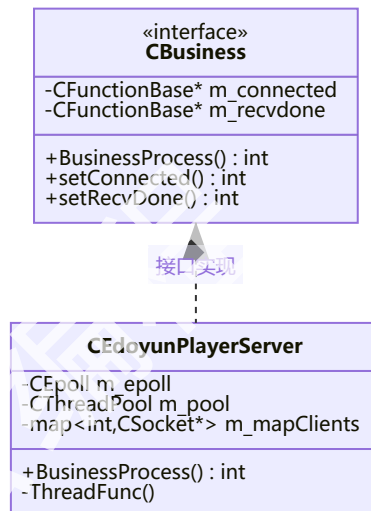 «interface»
CBusiness
-CFunctionBase* m_connected
-CFunctionBase* m_recvdone
+BusinessProcess() : int
+setConnected() : int
+setRecvDone() : int
接口实现
CEdoyunPlayerServer
-CEpoll m_epoll
-CThreadPool m_pool
-map<int,CSocket*> m_mapClients
+BusinessProcess() : int
-ThreadFunc()